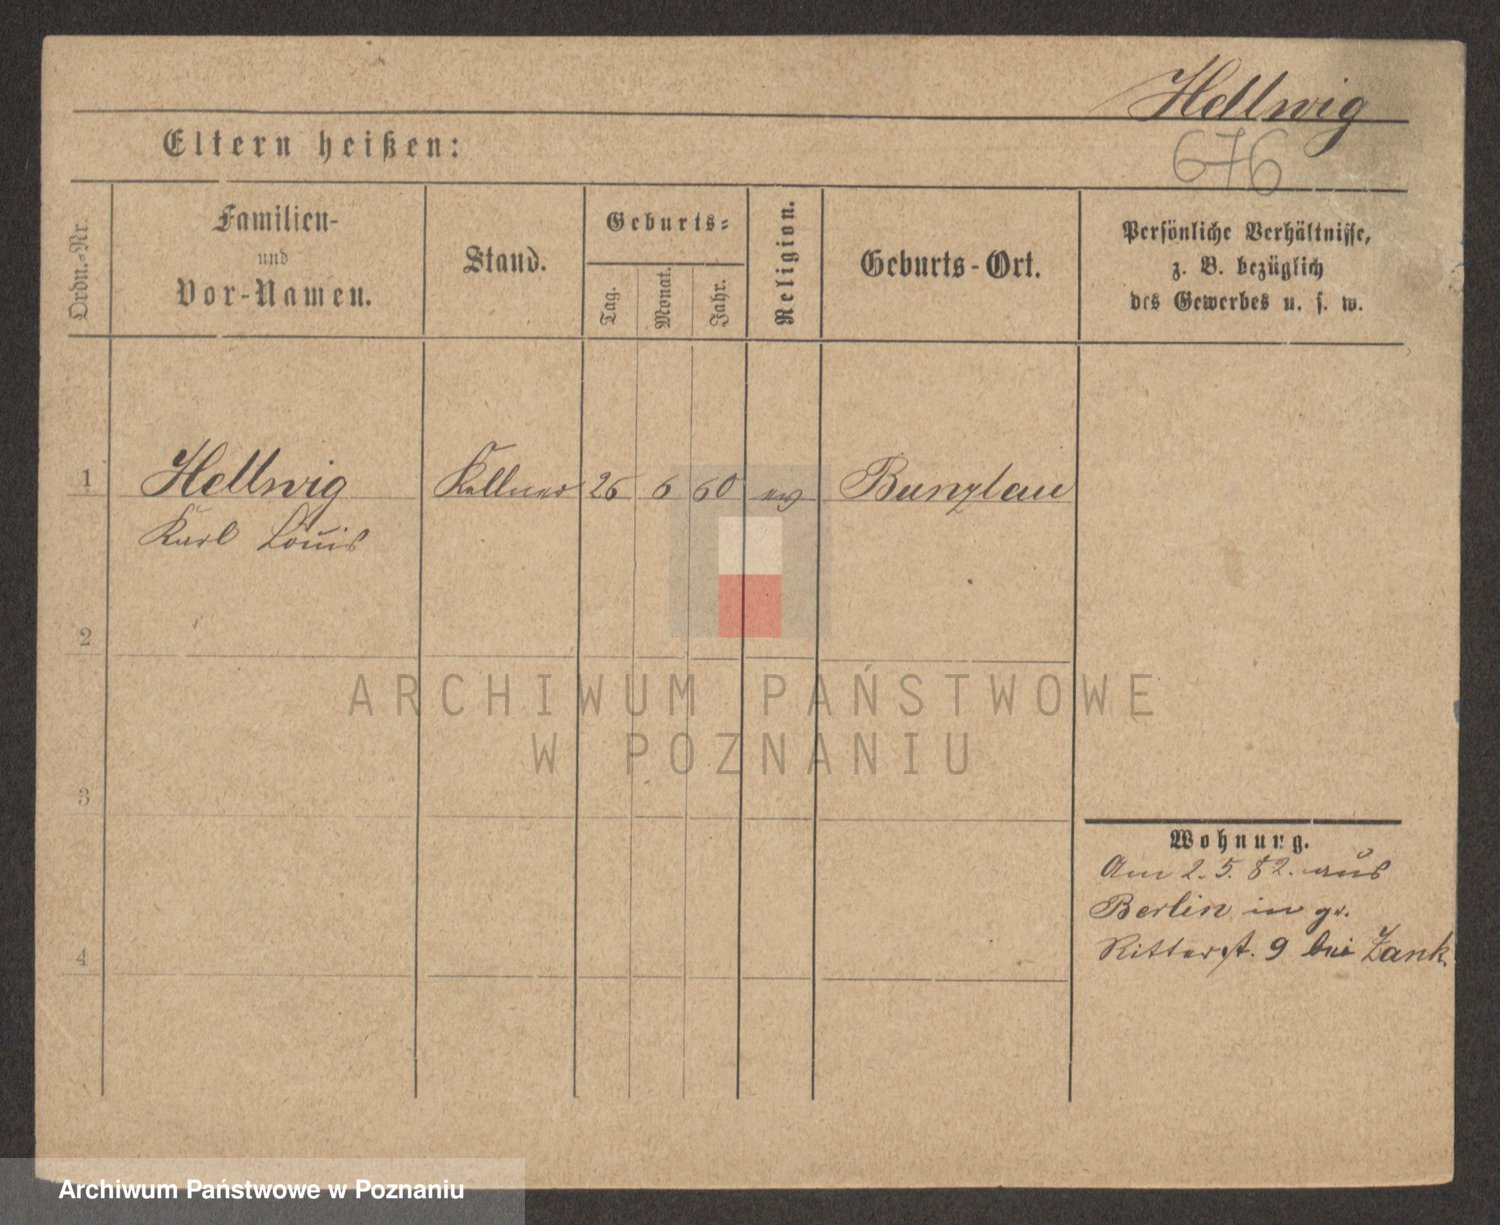 Hellwig
676
Eltern heißen:
Ordn.-Nr.
Familien-
und
Vor-Namen.
Stand.
Geburts-
Tag.
Monat.
Jahr.
Religion.
Geburts-Ort.
Persönliche Verhältnisse,
z. B. bezüglich
des Gewerbes u. s. w.
1 Hellwig Kellner 26 6 60 ev Bunzlau
Karl Louis
2
ARCHIWUM PAŃSTWOWE
W POZNANIU
3
Wohnung.
Am 2. 5. 82. aus
Berlin in gr.
Ritterst. 9 bei Zank.
4
Archiwum Państwowe w Poznaniu